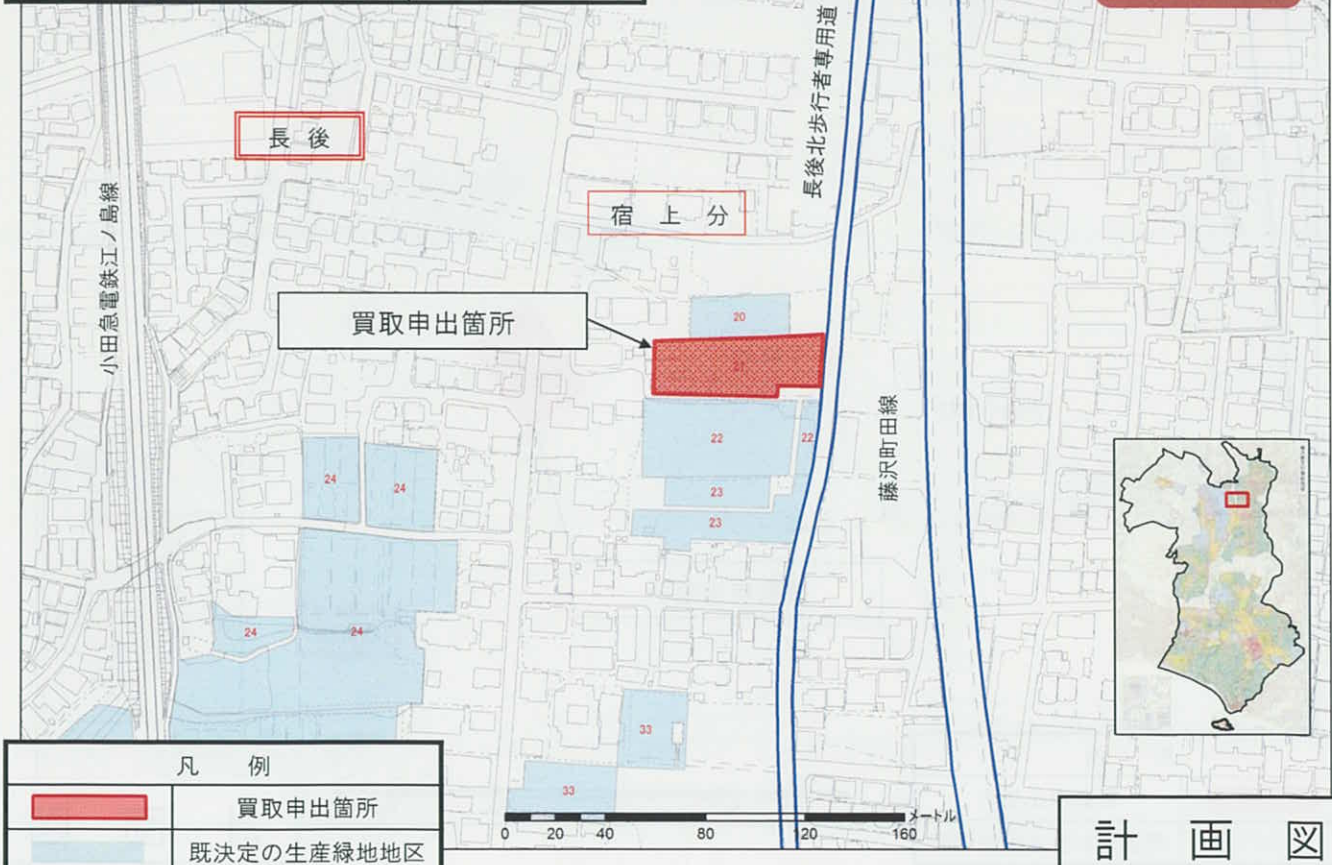 長後
小田急電鉄江ノ島線
宿上分
長後北歩行者専用道
買取申出箇所
20
21
22
22
藤沢町田線
23
23
24
24
24
24
33
33
凡例
買取申出箇所
既決定の生産緑地地区
0 20 40 80 120 160 メートル
計画図